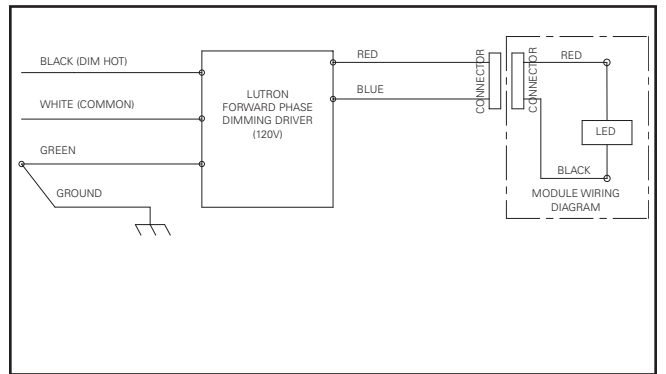 BLACK (DIM HOT)
WHITE (COMMON)
GREEN
GROUND
LUTRON
FORWARD PHASE
DIMMING DRIVER
(120V)
RED
BLUE
CONNECTOR
CONNECTOR
RED
LED
BLACK
MODULE WIRING
DIAGRAM